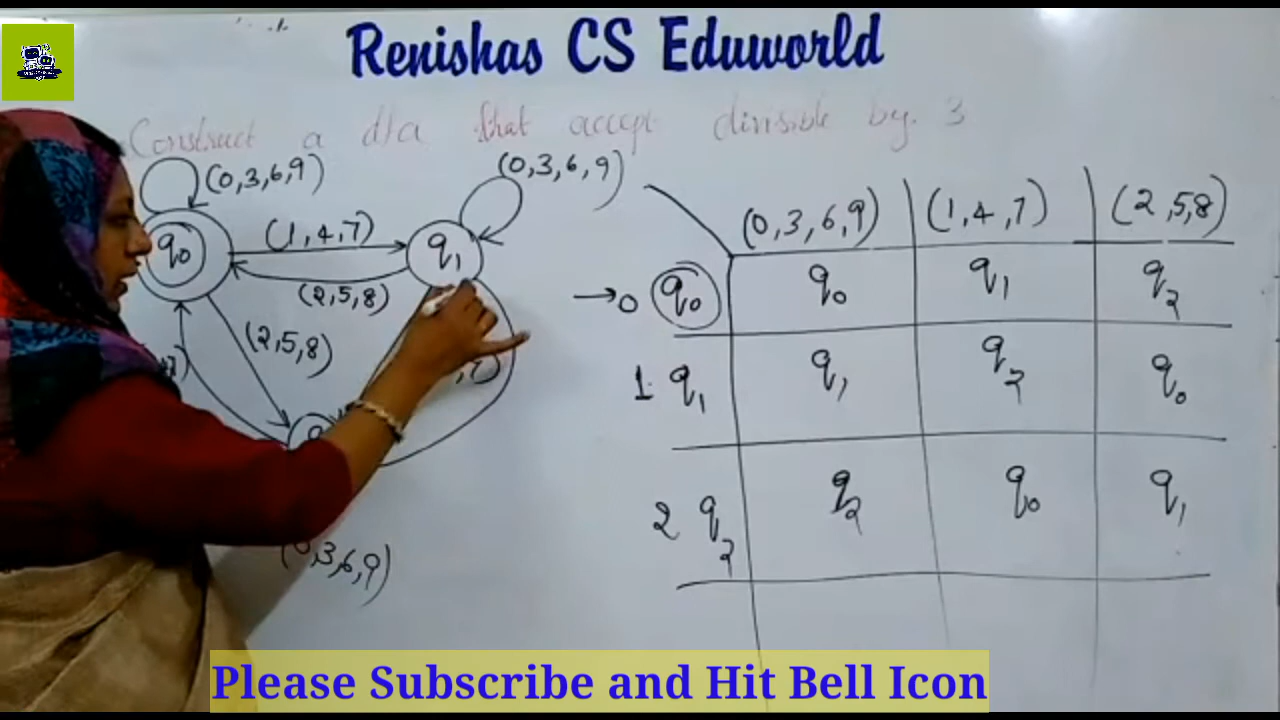 Renishas CS Eduworld
Construct a dfa that accept divisible by. 3
(0,3,6,9)
(0,3,6,9)
(1,4,7)
q0
q1
(2,5,8)
(2,5,8)
(0,3,6,9)
(0,3,6,9) (1,4,7) (2,5,8)
→0 q0 q0 q1 q2
1. q1 q1 q2 q0
2 q2 q2 q0 q1
Please Subscribe and Hit Bell Icon